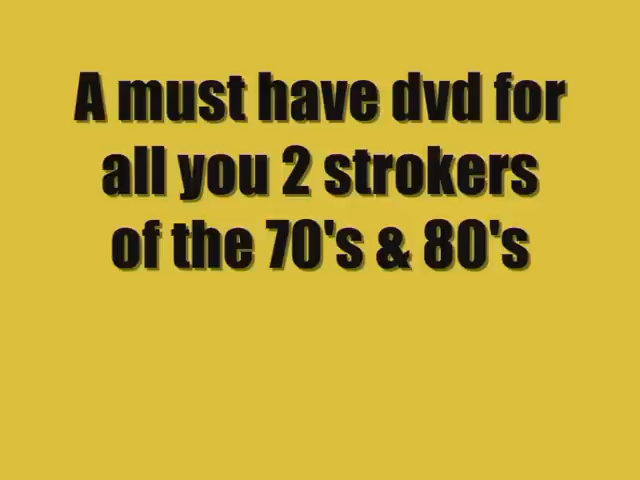 A must have dvd for
all you 2 strokers
of the 70's & 80's